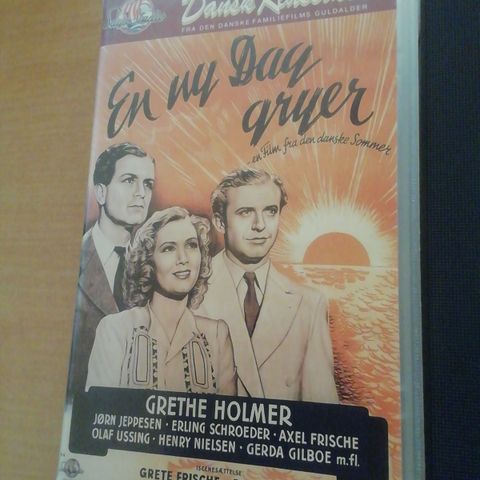 Dansk
FRA DEN DANSKE FAMILIEFILMS GULDALDER
En ny Dag
gryer
en Film fra den danske Sommer
GRETHE HOLMER
JØRN JEPPESEN · ERLING SCHROEDER · AXEL FRISCHE
OLAF USSING · HENRY NIELSEN · GERDA GILBOE m.fl.
ISCENESÆTTELSE
GRETE FRISCHE